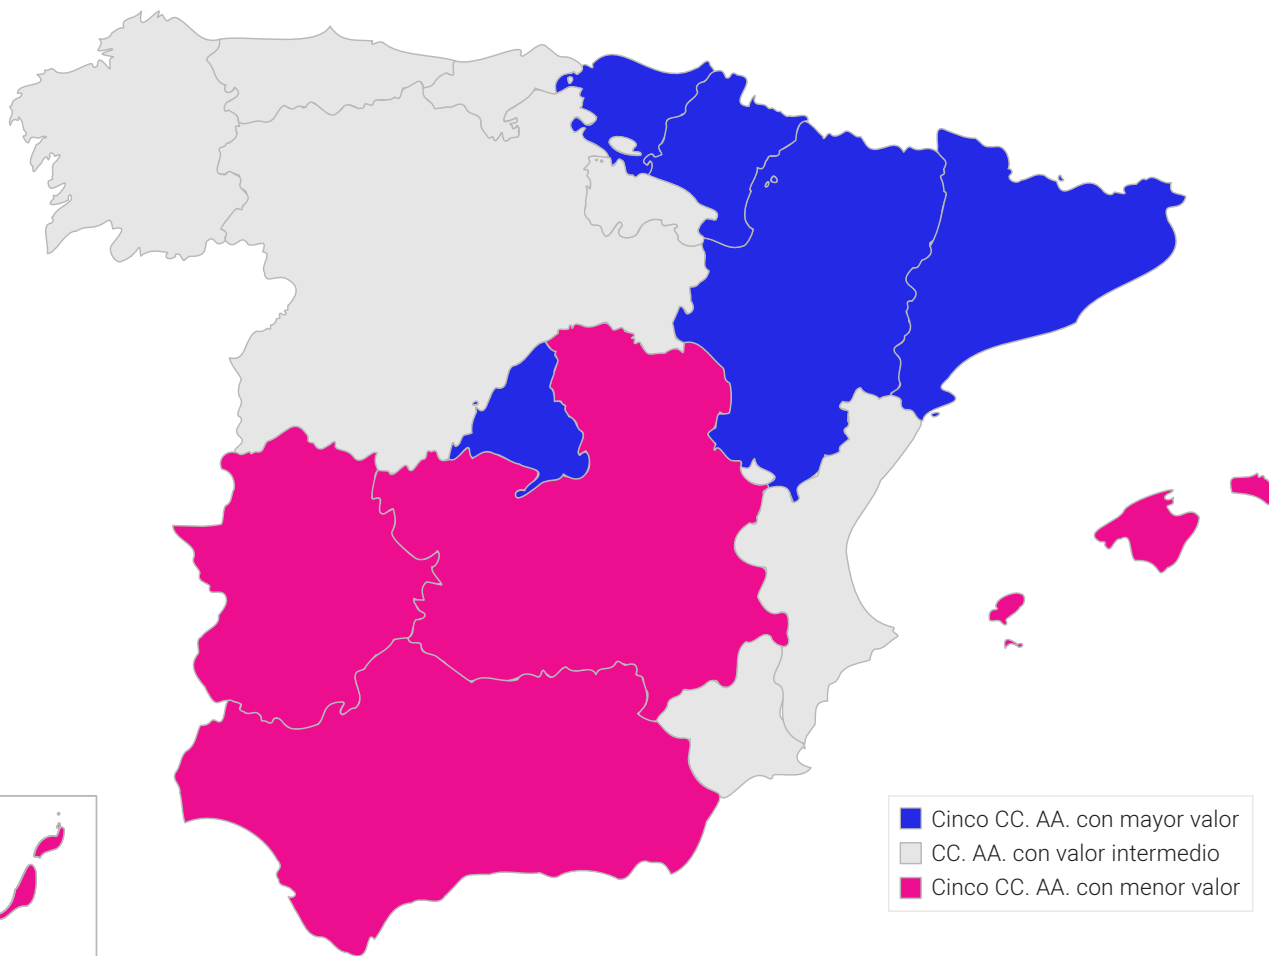 Cinco CC. AA. con mayor valor
CC. AA. con valor intermedio
Cinco CC. AA. con menor valor